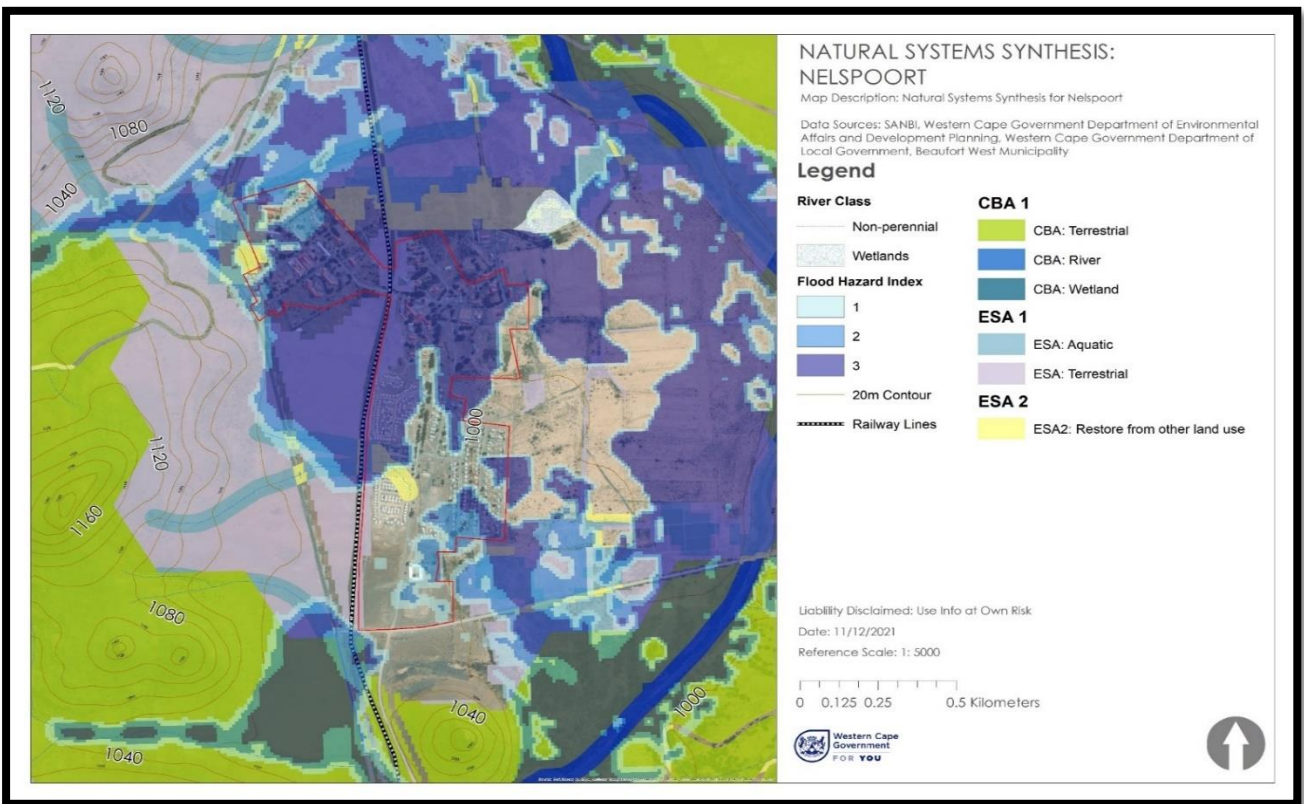 NATURAL SYSTEMS SYNTHESIS:
NELSPOORT
Map Description: Natural Systems Synthesis for Nelspoort
Data Sources: SANBI, Western Cape Government Department of Environmental
Affairs and Development Planning, Western Cape Government Department of
Local Government, Beaufort West Municipality
Legend
River Class
Non-perennial
Wetlands
Flood Hazard Index
1
2
3
20m Contour
Railway Lines
CBA 1
CBA: Terrestrial
CBA: River
CBA: Wetland
ESA 1
ESA: Aquatic
ESA: Terrestrial
ESA 2
ESA2: Restore from other land use
Liability Disclaimed: Use Info at Own Risk
Date: 11/12/2021
Reference Scale: 1: 5000
0 0.125 0.25 0.5 Kilometers
Western Cape
Government
FOR YOU
1120
1080
1040
1120
1160
1080
1040
1000
1040
1000